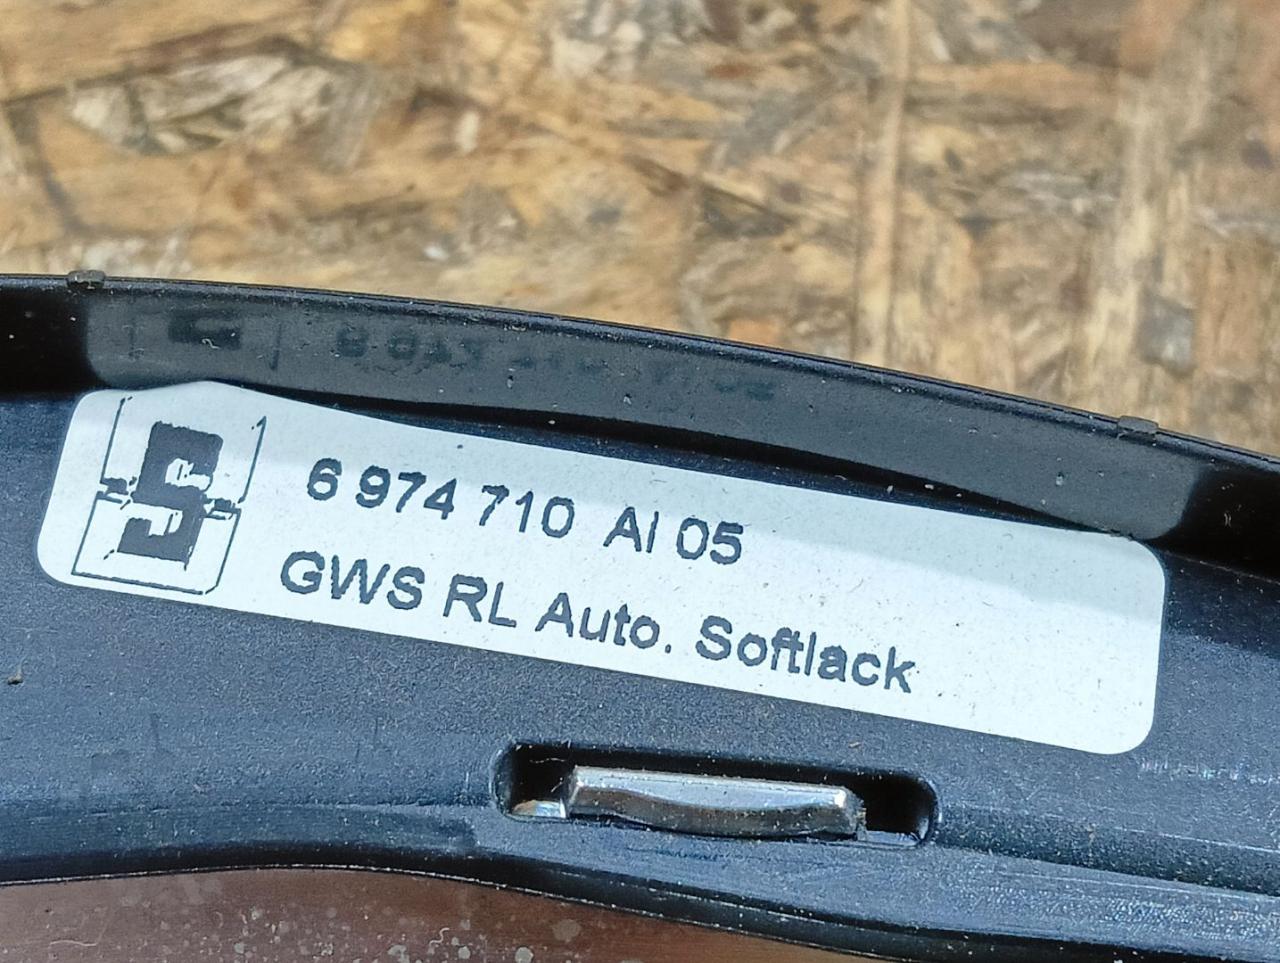 6 974 710 AI 05
GWS RL Auto. Softlack